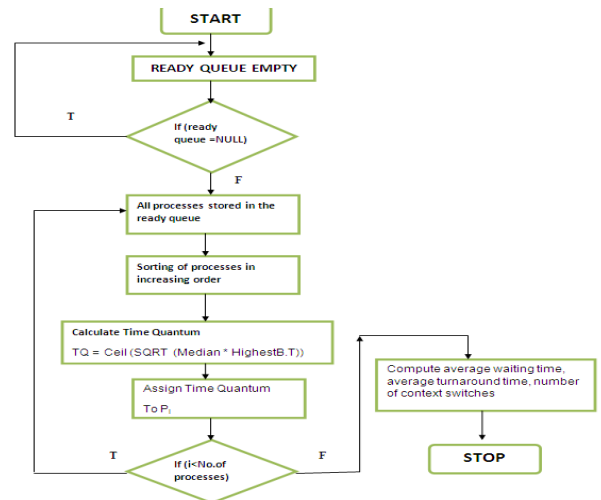 START
READY QUEUE EMPTY
T
If (ready
queue =NULL)
F
All processes stored in the
ready queue
Sorting of processes in
increasing order
Calculate Time Quantum
TQ = Ceil (SQRT (Median * HighestB.T))
Assign Time Quantum
To Pi
T
If (i<No.of
processes)
F
Compute average waiting time,
average turnaround time, number
of context switches
STOP